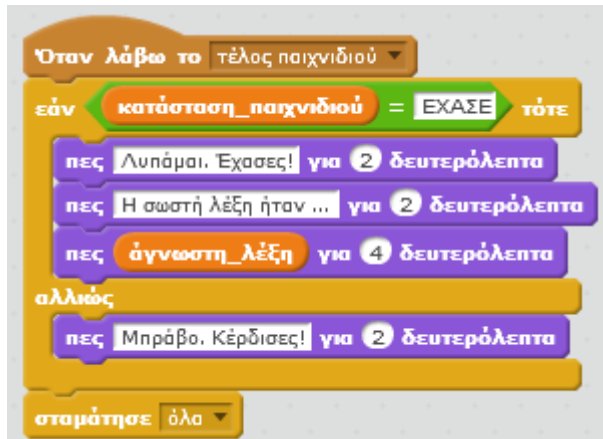 Όταν λάβω το τέλος παιχνιδιού
εάν κατάσταση_παιχνιδιού = ΕΧΑΣΕ τότε
πες Λυπάμαι. Έχασες! για 2 δευτερόλεπτα
πες Η σωστή λέξη ήταν ... για 2 δευτερόλεπτα
πες άγνωστη_λέξη για 4 δευτερόλεπτα
αλλιώς
πες Μπράβο. Κέρδισες! για 2 δευτερόλεπτα
σταμάτησε όλα